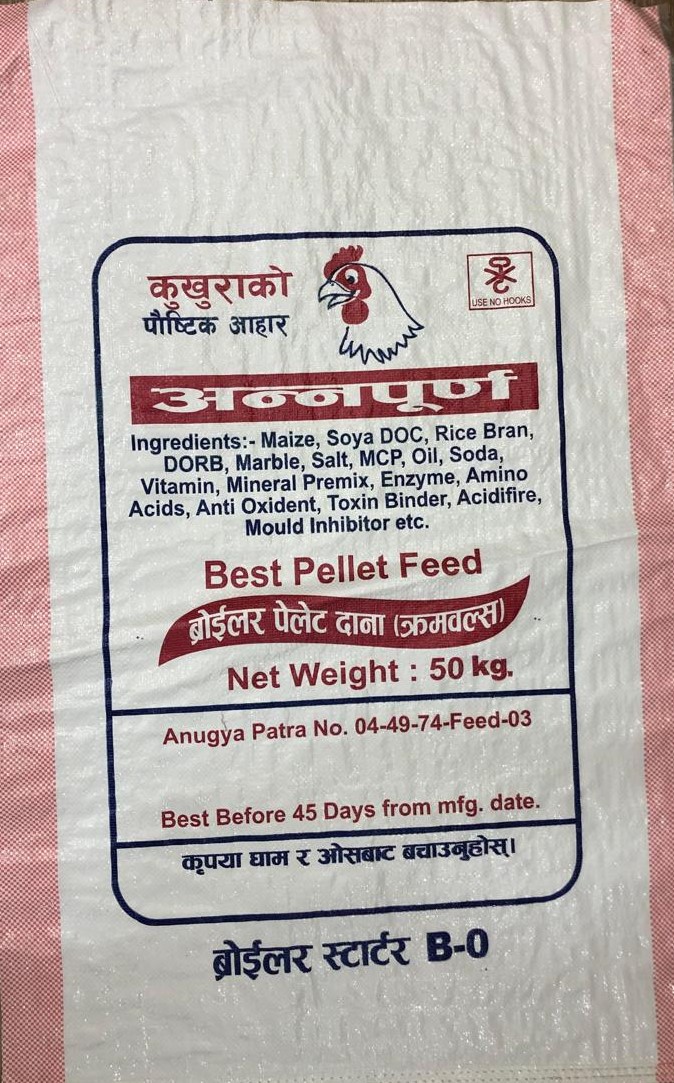 कुखुराको
पौष्टिक आहार
USE NO HOOKS
अन्नपूर्ण
Ingredients:- Maize, Soya DOC, Rice Bran,
DORB, Marble, Salt, MCP, Oil, Soda,
Vitamin, Mineral Premix, Enzyme, Amino
Acids, Anti Oxident, Toxin Binder, Acidifire,
Mould Inhibitor etc.
Best Pellet Feed
ब्रोईलर पेलेट दाना (क्रमवल्स)
Net Weight : 50 kg.
Anugya Patra No. 04-49-74-Feed-03
Best Before 45 Days from mfg. date.
कृपया घाम र ओसबाट बचाउनुहोस्।
ब्रोईलर स्टार्टर B-0